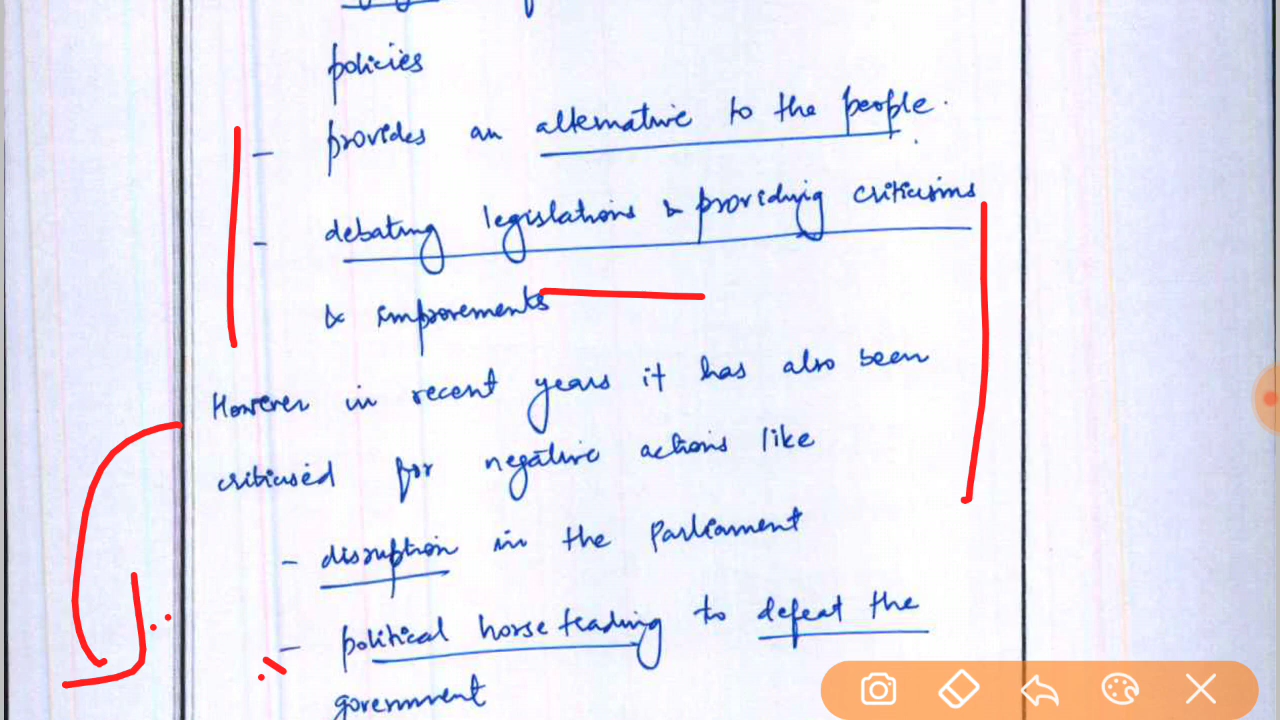 policies
- provides an alternative to the people.
- debating legislations & providing criticisms
& improvements
However in recent years it has also been
criticised for negative actions like
- disruption in the Parliament
- political horse trading to defeat the
government